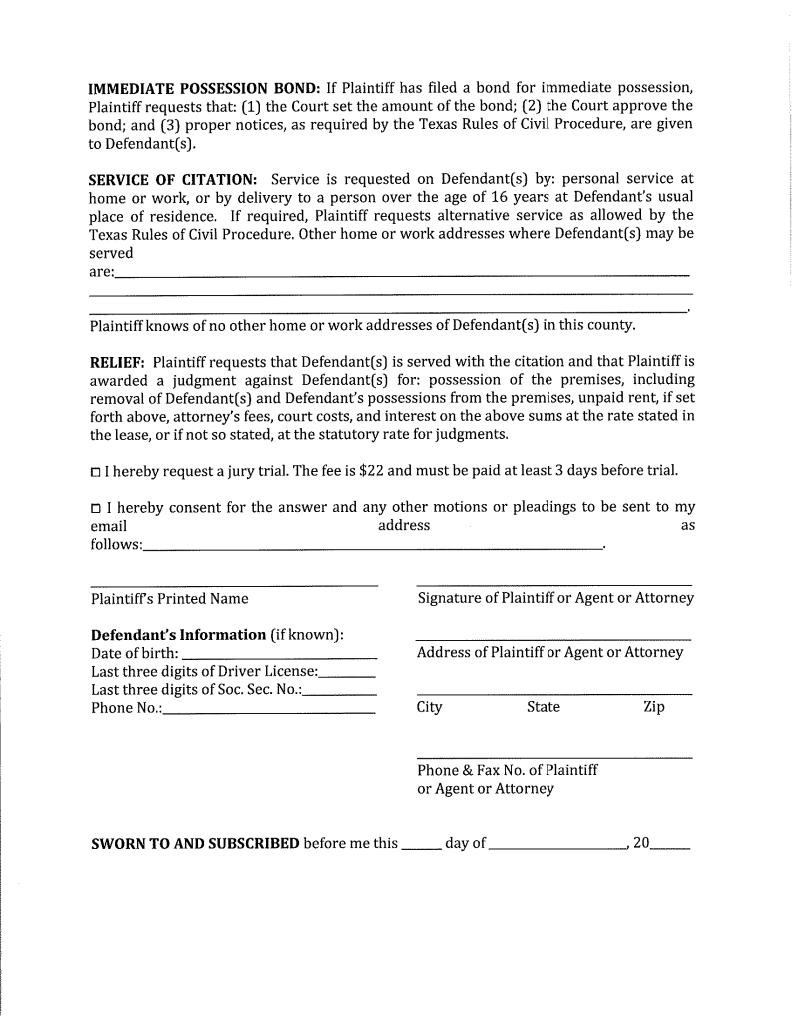 IMMEDIATE POSSESSION BOND: If Plaintiff has filed a bond for immediate possession,
Plaintiff requests that: (1) the Court set the amount of the bond; (2) the Court approve the
bond; and (3) proper notices, as required by the Texas Rules of Civil Procedure, are given
to Defendant(s).
SERVICE OF CITATION: Service is requested on Defendant(s) by: personal service at
home or work, or by delivery to a person over the age of 16 years at Defendant's usual
place of residence. If required, Plaintiff requests alternative service as allowed by the
Texas Rules of Civil Procedure. Other home or work addresses where Defendant(s) may be
served
are:
.
Plaintiff knows of no other home or work addresses of Defendant(s) in this county.
RELIEF: Plaintiff requests that Defendant(s) is served with the citation and that Plaintiff is
awarded a judgment against Defendant(s) for: possession of the premises, including
removal of Defendant(s) and Defendant's possessions from the premises, unpaid rent, if set
forth above, attorney's fees, court costs, and interest on the above sums at the rate stated in
the lease, or if not so stated, at the statutory rate for judgments.
☐ I hereby request a jury trial. The fee is $22 and must be paid at least 3 days before trial.
☐ I hereby consent for the answer and any other motions or pleadings to be sent to my
email address as
follows: .
Plaintiff's Printed Name
Signature of Plaintiff or Agent or Attorney
Defendant's Information (if known):
Date of birth:
Address of Plaintiff or Agent or Attorney
Last three digits of Driver License:
Last three digits of Soc. Sec. No.:
Phone No.:
City State Zip
Phone & Fax No. of Plaintiff
or Agent or Attorney
SWORN TO AND SUBSCRIBED before me this _____ day of _________________, 20_____